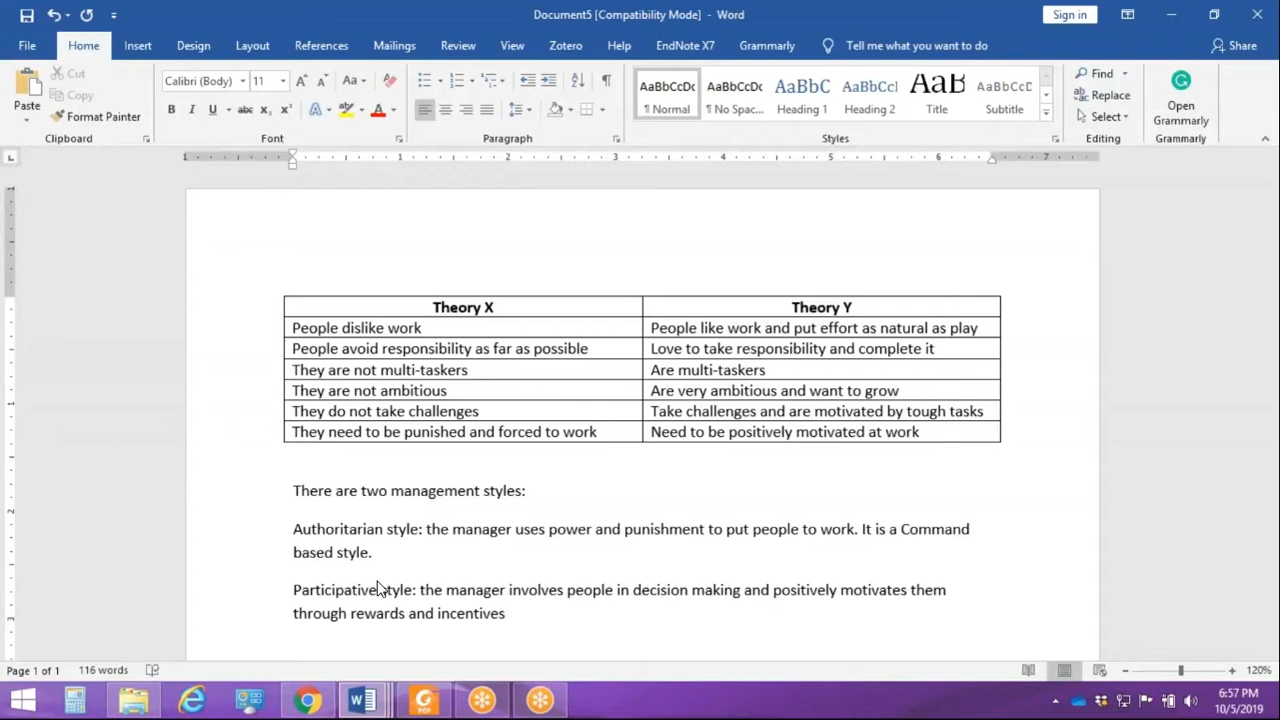 Document5 [Compatibility Mode] - Word
Sign in
File Home Insert Design Layout References Mailings Review View Zotero Help EndNote X7 Grammarly Tell me what you want to do Share
Paste
Cut
Copy
Format Painter
Clipboard
Calibri (Body) 11
Font
Paragraph
AaBbCcDc AaBbCcDc AaBbC AaBbCcl AaB AaBbCcD
¶ Normal ¶ No Spac... Heading 1 Heading 2 Title Subtitle
Styles
Find
Replace
Select
Editing
Open
Grammarly
Grammarly
1 1 2 3 4 5 6 7
Theory X Theory Y
People dislike work People like work and put effort as natural as play
People avoid responsibility as far as possible Love to take responsibility and complete it
They are not multi-taskers Are multi-taskers
They are not ambitious Are very ambitious and want to grow
They do not take challenges Take challenges and are motivated by tough tasks
They need to be punished and forced to work Need to be positively motivated at work
There are two management styles:
Authoritarian style: the manager uses power and punishment to put people to work. It is a Command
based style.
Participative style: the manager involves people in decision making and positively motivates them
through rewards and incentives
Page 1 of 1 116 words 120%
6:57 PM
10/5/2019